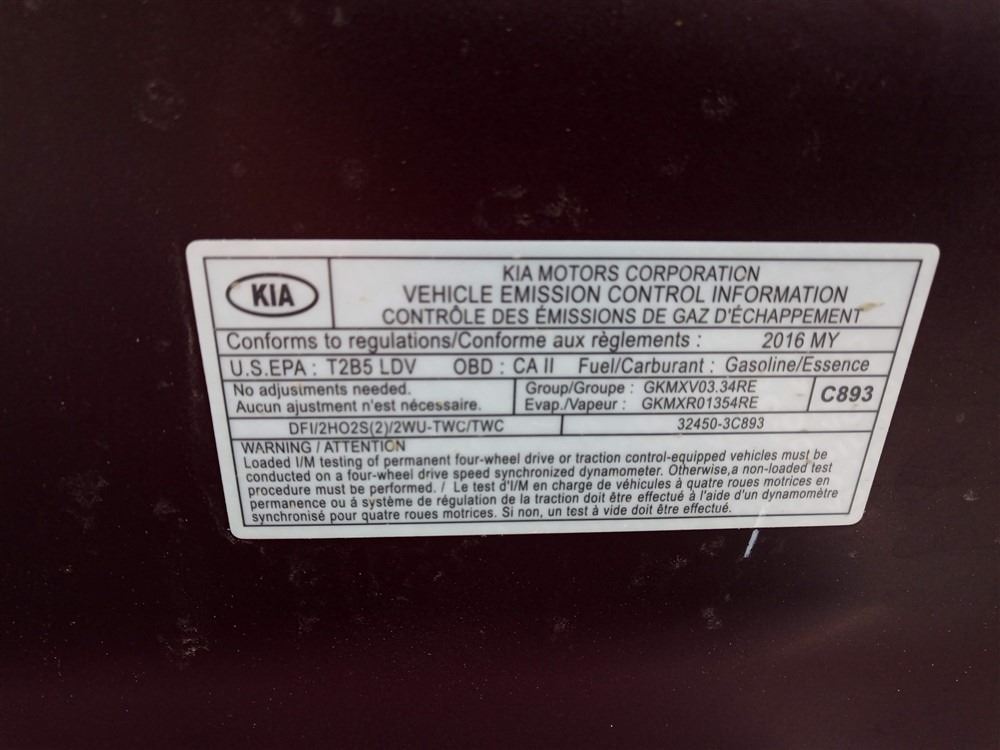 KIA
KIA MOTORS CORPORATION
VEHICLE EMISSION CONTROL INFORMATION
CONTRÔLE DES ÉMISSIONS DE GAZ D'ÉCHAPPEMENT
Conforms to regulations/Conforme aux règlements : 2016 MY
U.S.EPA : T2B5 LDV OBD : CA II Fuel/Carburant : Gasoline/Essence
No adjustments needed.
Aucun ajustment n'est nécessaire.
Group/Groupe : GKMXV03.34RE
Evap./Vapeur : GKMXR01354RE
C893
DFI/2HO2S(2)/2WU-TWC/TWC 32450-3C893
WARNING / ATTENTION
Loaded I/M testing of permanent four-wheel drive or traction control-equipped vehicles must be
conducted on a four-wheel drive speed synchronized dynamometer. Otherwise,a non-loaded test
procedure must be performed. / Le test d'I/M en charge de véhicules à quatre roues motrices en
permanence ou á système de régulation de la traction doit être effectué à l'aide d'un dynamomètre
synchronisé pour quatre roues motrices. Si non, un test à vide doit être effectué.